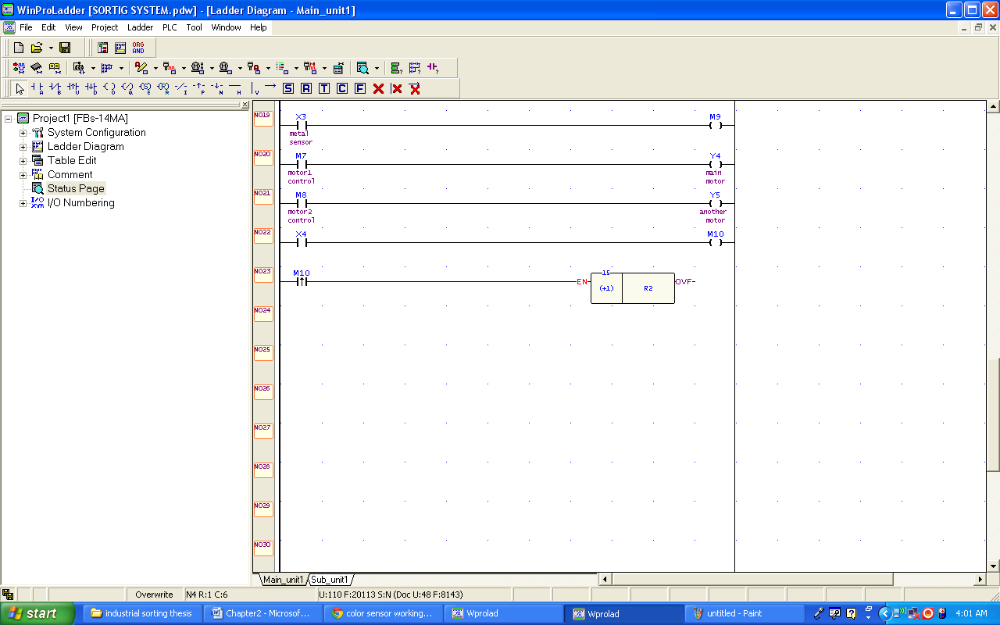 WinProLadder [SORTIG SYSTEM.pdw] - [Ladder Diagram - Main_unit1]
File Edit View Project Ladder PLC Tool Window Help
ORG
AND
A B U D O Q E R I P N H V S R T C F
Project1 [FBs-14MA]
System Configuration
Ladder Diagram
Table Edit
Comment
Status Page
I/O Numbering
N019 X3 M9
metal
sensor
N020 M7 Y4
motor1 main
control motor
N021 M8 Y5
motor2 another
control motor
N022 X4 M10
N023 M10 15
EN (+1) R2 OVF
N024
N025
N026
N027
N028
N029
N030
Main_unit1 Sub_unit1
Overwrite N4 R:1 C:6 U:110 F:20113 S:N (Doc U:48 F:8143)
start industrial sorting thesis Chapter2 - Microsof... color sensor working... Wprolad Wprolad untitled - Paint 4:01 AM